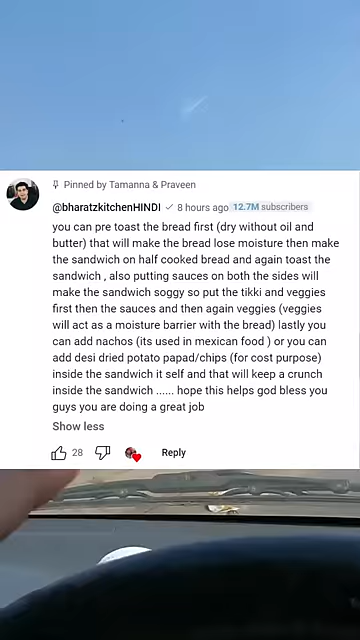 Pinned by Tamanna & Praveen
@bharatzkitchenHINDI 8 hours ago 12.7M subscribers
you can pre toast the bread first (dry without oil and
butter) that will make the bread lose moisture then make
the sandwich on half cooked bread and again toast the
sandwich , also putting sauces on both the sides will
make the sandwich soggy so put the tikki and veggies
first then the sauces and then again veggies (veggies
will act as a moisture barrier with the bread) lastly you
can add nachos (its used in mexican food ) or you can
add desi dried potato papad/chips (for cost purpose)
inside the sandwich it self and that will keep a crunch
inside the sandwich ...... hope this helps god bless you
guys you are doing a great job
Show less
28 Reply